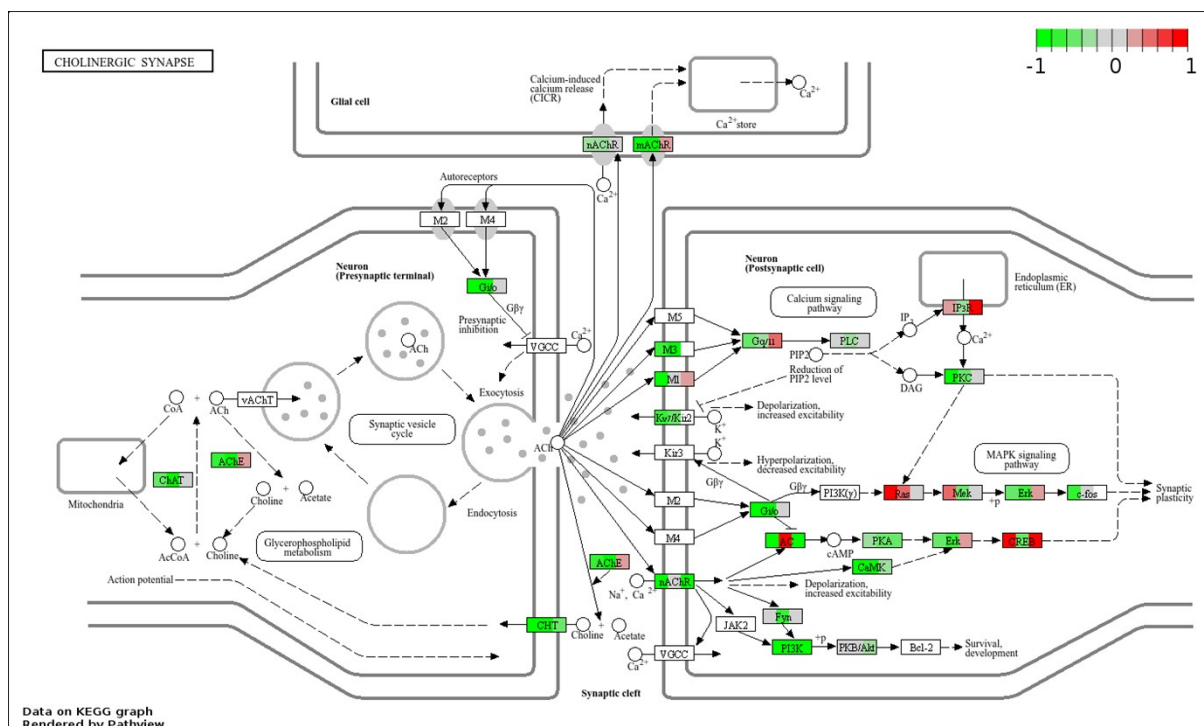 CHOLINERGIC SYNAPSE
-1
0
1
Glial cell
Calcium-induced
calcium release
(CICR)
Ca2+
Ca2+store
nAChR
mAChR
Ca2+
Autoreceptors
M2
M4
Neuron
(Presynaptic terminal)
Gi/o
Gβγ
Presynaptic
inhibition
VGCC
Ca2+
Exocytosis
ACh
CoA
+
ACh
vAChT
Synaptic vesicle
cycle
ACh
ChAT
AChE
Mitochondria
Choline
+
Acetate
Endocytosis
AcCoA
+
Choline
Glycerophospholipid
metabolism
Action potential
CHT
Choline
+
Acetate
AChE
Na+, Ca2+
Ca2+
VGCC
Synaptic cleft
Neuron
(Postsynaptic cell)
Calcium signaling
pathway
Endoplasmic
reticulum (ER)
M5
M3
M1
Gq/11
PLC
PIP2
IP3
IP3R
Ca2+
DAG
PKC
Reduction of
PIP2 level
Kv7/Kir2
K+
Depolarization,
increased excitability
K+
Kir3
Hyperpolarization,
decreased excitability
MAPK signaling
pathway
M2
M4
Gβγ
Gi/o
Gβγ
PI3K(γ)
Ras
Mek
+p
Erk
c-fos
Synaptic
plasticity
AC
cAMP
PKA
Erk
CREB
CaMK
nAChR
Depolarization,
increased excitability
Fyn
JAK2
PI3K
+p
PKB/Akt
Bcl-2
Survival,
development
Data on KEGG graph
Rendered by Pathview